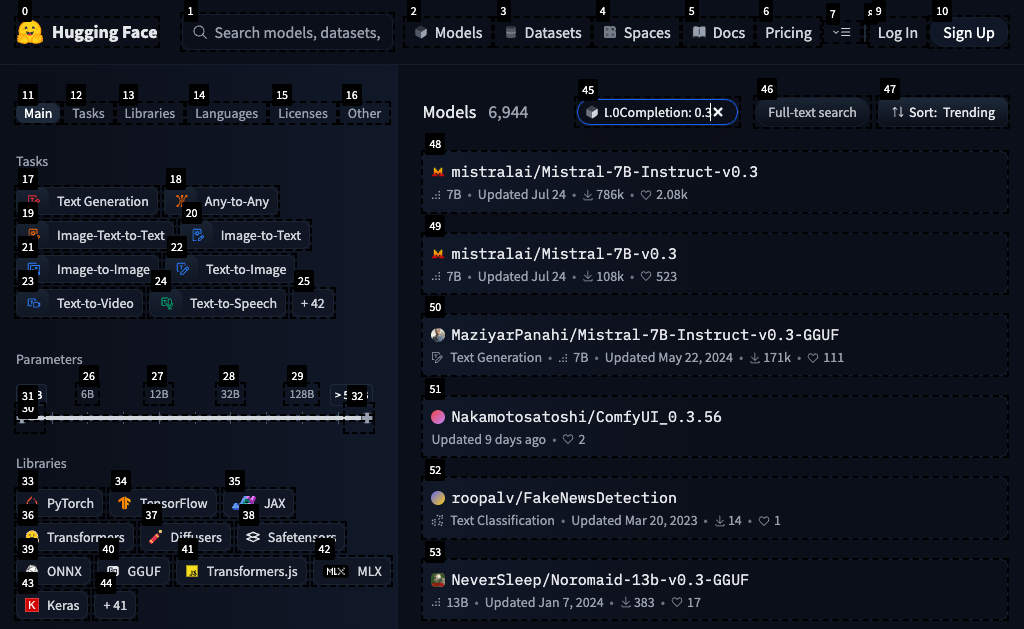 0 1 2 3 4 5 6 7 9 10
Hugging Face Search models, datasets, Models Datasets Spaces Docs Pricing Log In Sign Up
11 12 13 14 15 16
Main Tasks Libraries Languages Licenses Other
Tasks
17 18
Text Generation Any-to-Any
19 20
Image-Text-to-Text Image-to-Text
21 22
Image-to-Image Text-to-Image
23 24 25
Text-to-Video Text-to-Speech + 42
Parameters
26 27 28 29
31 6B 12B 32B 128B 32
30
Libraries
33 34 35
PyTorch TensorFlow JAX
36 37 38
Transformers Diffusers Safetensors
39 40 41 42
ONNX GGUF Transformers.js MLX MLX
43 44
Keras + 41
45 46 47
Models 6,944 L.0Completion: 0.3 Full-text search Sort: Trending
48
mistralai/Mistral-7B-Instruct-v0.3
7B • Updated Jul 24 • 786k • 2.08k
49
mistralai/Mistral-7B-v0.3
7B • Updated Jul 24 • 108k • 523
50
MaziyarPanahi/Mistral-7B-Instruct-v0.3-GGUF
Text Generation • 7B • Updated May 22, 2024 • 171k • 111
51
Nakamotosatoshi/ComfyUI_0.3.56
Updated 9 days ago • 2
52
roopalv/FakeNewsDetection
Text Classification • Updated Mar 20, 2023 • 14 • 1
53
NeverSleep/Noromaid-13b-v0.3-GGUF
13B • Updated Jan 7, 2024 • 383 • 17